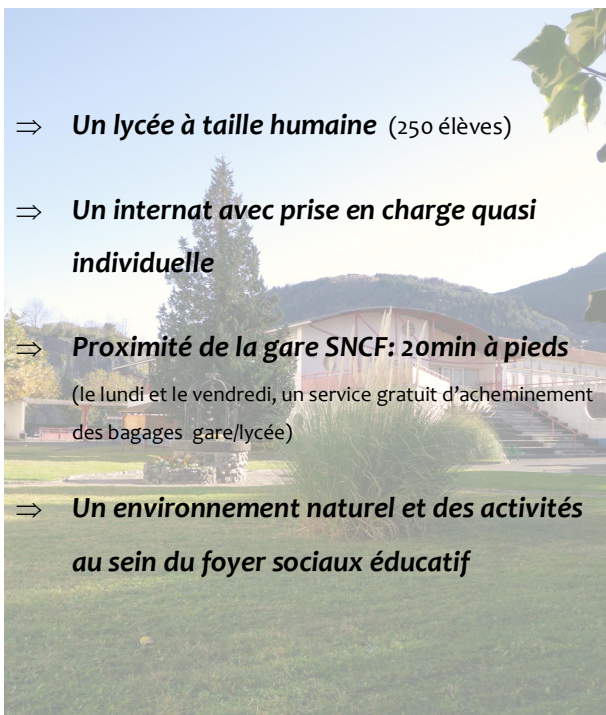 ⇒ Un lycée à taille humaine (250 élèves)
⇒ Un internat avec prise en charge quasi
individuelle
⇒ Proximité de la gare SNCF: 20min à pieds
(le lundi et le vendredi, un service gratuit d’acheminement
des bagages gare/lycée)
⇒ Un environnement naturel et des activités
au sein du foyer sociaux éducatif